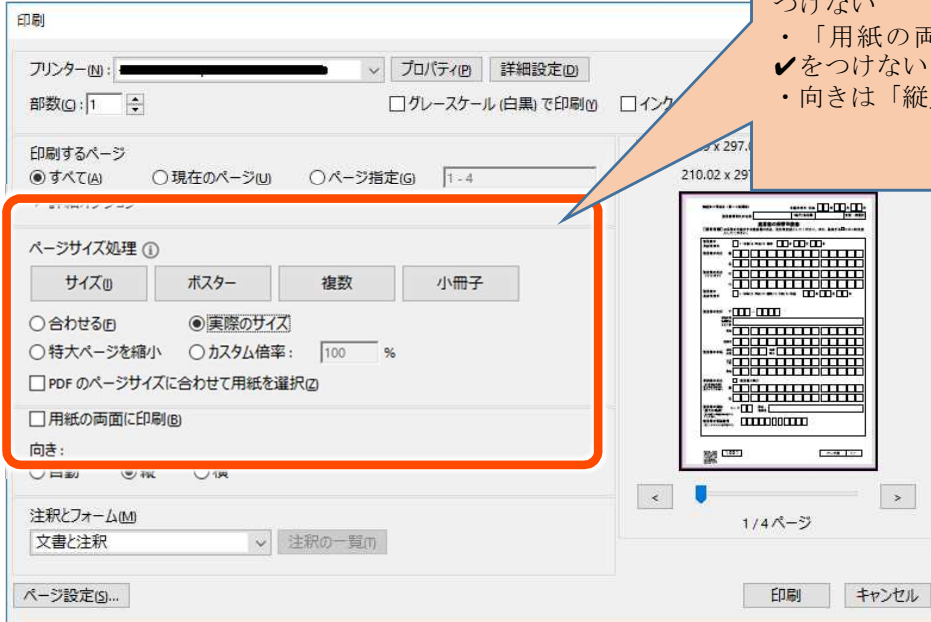 つけない
・「用紙の両
✔をつけない
・向きは「縦
印刷
プリンター(N):
プロパティ(P)
詳細設定(D)
部数(C): 1
グレースケール (白黒) で印刷(Y)
インク
印刷するページ
すべて(A)
現在のページ(U)
ページ指定(G)
1 - 4
x 297.
210.02 x 29
ページサイズ処理
サイズ(I)
ポスター
複数
小冊子
合わせる(F)
実際のサイズ
特大ページを縮小
カスタム倍率:
100 %
PDF のページサイズに合わせて用紙を選択(Z)
用紙の両面に印刷(B)
向き:
自動
縦
横
<
>
1 / 4 ページ
注釈とフォーム(M)
文書と注釈
注釈の一覧(T)
ページ設定(S)...
印刷
キャンセル